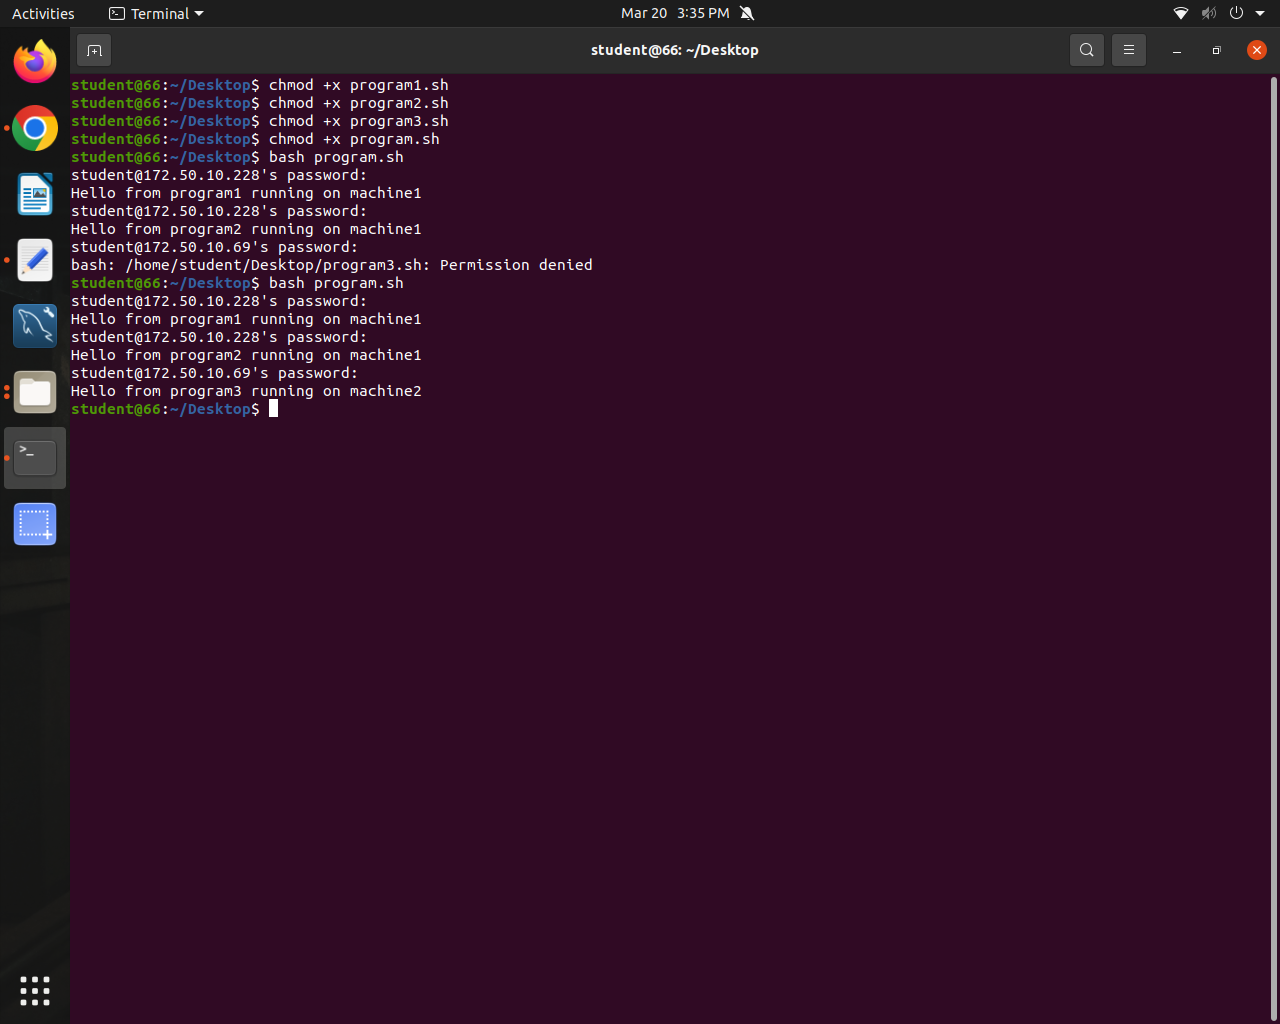 Activities
Terminal
Mar 20 3:35 PM
student@66: ~/Desktop
student@66:~/Desktop$ chmod +x program1.sh
student@66:~/Desktop$ chmod +x program2.sh
student@66:~/Desktop$ chmod +x program3.sh
student@66:~/Desktop$ chmod +x program.sh
student@66:~/Desktop$ bash program.sh
student@172.50.10.228's password:
Hello from program1 running on machine1
student@172.50.10.228's password:
Hello from program2 running on machine1
student@172.50.10.69's password:
bash: /home/student/Desktop/program3.sh: Permission denied
student@66:~/Desktop$ bash program.sh
student@172.50.10.228's password:
Hello from program1 running on machine1
student@172.50.10.228's password:
Hello from program2 running on machine1
student@172.50.10.69's password:
Hello from program3 running on machine2
student@66:~/Desktop$